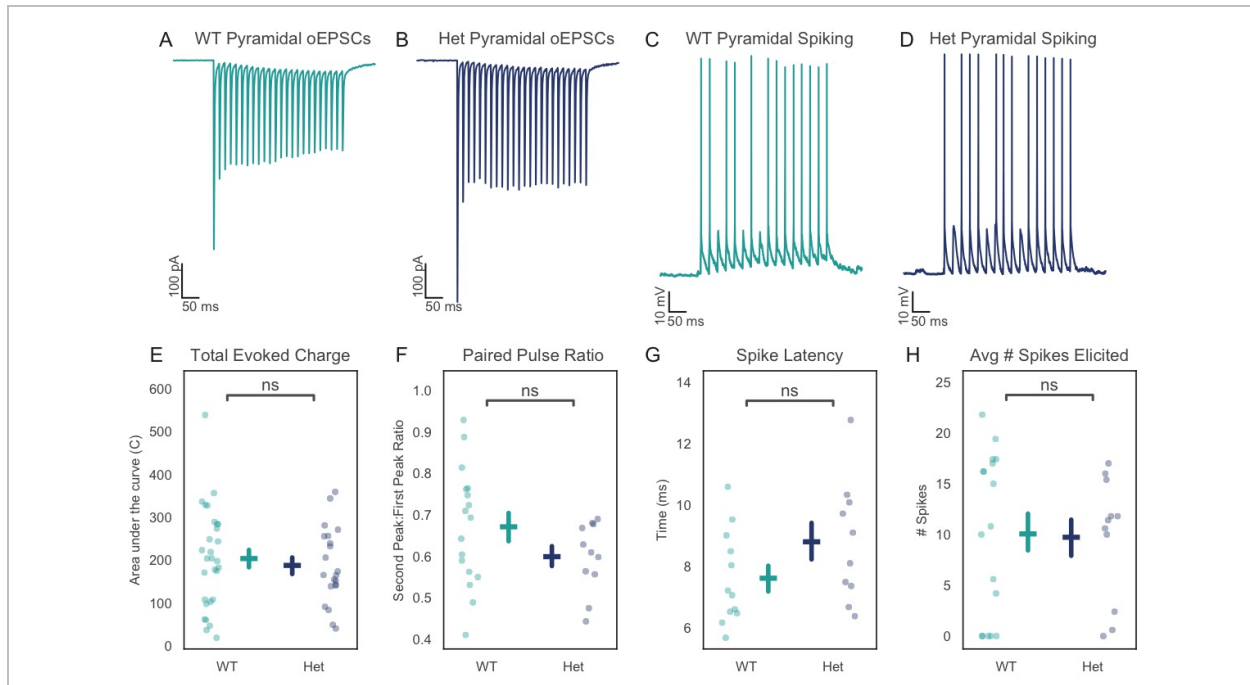 A WT Pyramidal oEPSCs
B Het Pyramidal oEPSCs
C WT Pyramidal Spiking
D Het Pyramidal Spiking
100 pA
50 ms
100 pA
50 ms
10 mV
50 ms
10 mV
50 ms
E Total Evoked Charge
ns
Area under the curve (C)
600
500
400
300
200
100
0
WT Het
F Paired Pulse Ratio
ns
Second Peak:First Peak Ratio
1.0
0.9
0.8
0.7
0.6
0.5
0.4
WT Het
G Spike Latency
ns
Time (ms)
14
12
10
8
6
WT Het
H Avg # Spikes Elicited
ns
# Spikes
25
20
15
10
5
0
WT Het